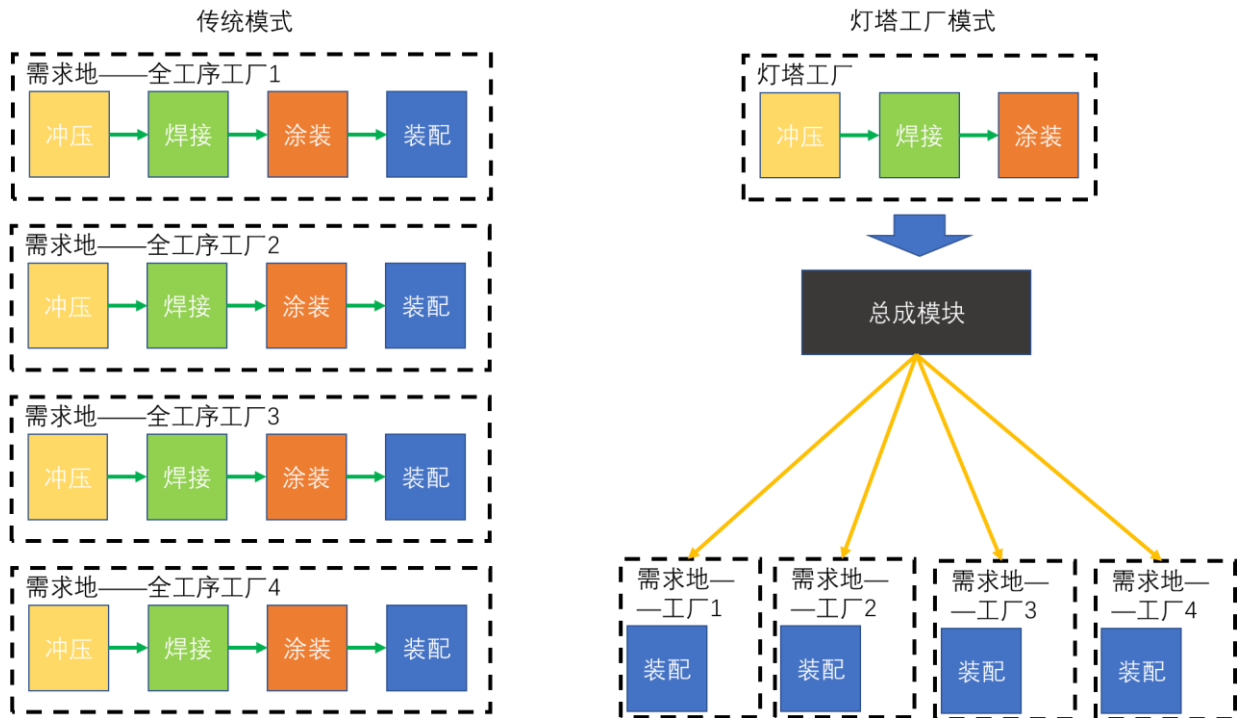 传统模式
需求地——全工序工厂1
冲压
焊接
涂装
装配
需求地——全工序工厂2
冲压
焊接
涂装
装配
需求地——全工序工厂3
冲压
焊接
涂装
装配
需求地——全工序工厂4
冲压
焊接
涂装
装配
灯塔工厂模式
灯塔工厂
冲压
焊接
涂装
总成模块
需求地—
—工厂1
装配
需求地—
—工厂2
装配
需求地—
—工厂3
装配
需求地—
—工厂4
装配